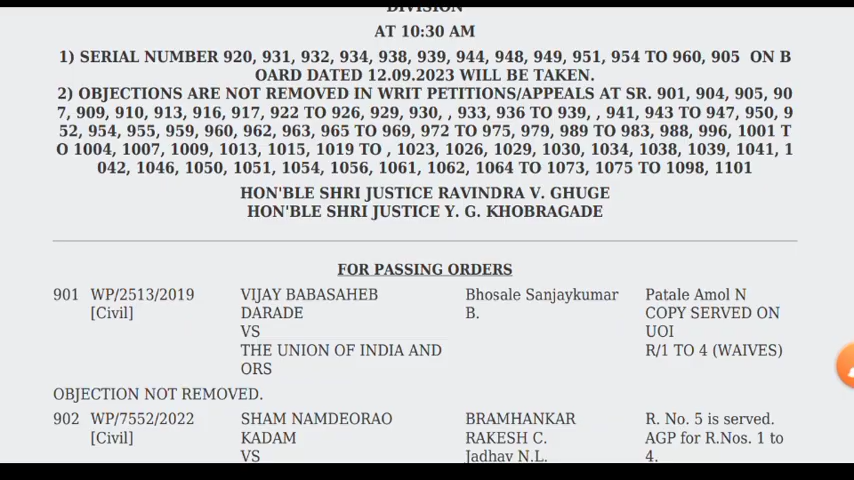 DIVISION
AT 10:30 AM
1) SERIAL NUMBER 920, 931, 932, 934, 938, 939, 944, 948, 949, 951, 954 TO 960, 905 ON B
OARD DATED 12.09.2023 WILL BE TAKEN.
2) OBJECTIONS ARE NOT REMOVED IN WRIT PETITIONS/APPEALS AT SR. 901, 904, 905, 90
7, 909, 910, 913, 916, 917, 922 TO 926, 929, 930, , 933, 936 TO 939, , 941, 943 TO 947, 950, 9
52, 954, 955, 959, 960, 962, 963, 965 TO 969, 972 TO 975, 979, 989 TO 983, 988, 996, 1001 T
O 1004, 1007, 1009, 1013, 1015, 1019 TO , 1023, 1026, 1029, 1030, 1034, 1038, 1039, 1041, 1
042, 1046, 1050, 1051, 1054, 1056, 1061, 1062, 1064 TO 1073, 1075 TO 1098, 1101
HON'BLE SHRI JUSTICE RAVINDRA V. GHUGE
HON'BLE SHRI JUSTICE Y. G. KHOBRAGADE
FOR PASSING ORDERS
901 WP/2513/2019 VIJAY BABASAHEB Bhosale Sanjaykumar Patale Amol N
[Civil] DARADE B. COPY SERVED ON
VS UOI
THE UNION OF INDIA AND R/1 TO 4 (WAIVES)
ORS
OBJECTION NOT REMOVED.
902 WP/7552/2022 SHAM NAMDEORAO BRAMHANKAR R. No. 5 is served.
[Civil] KADAM RAKESH C. AGP for R.Nos. 1 to
VS Jadhav N.L. 4.